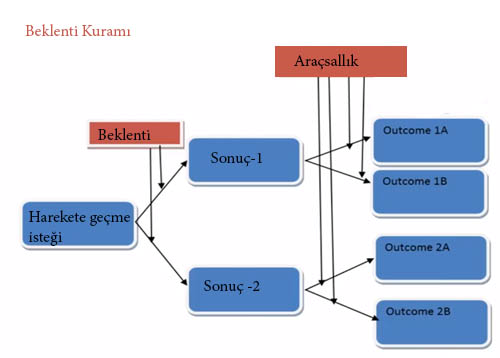 Beklenti Kuramı
Araçsallık
Beklenti
Sonuç-1
Outcome 1A
Outcome 1B
Harekete geçme
isteği
Sonuç -2
Outcome 2A
Outcome 2B